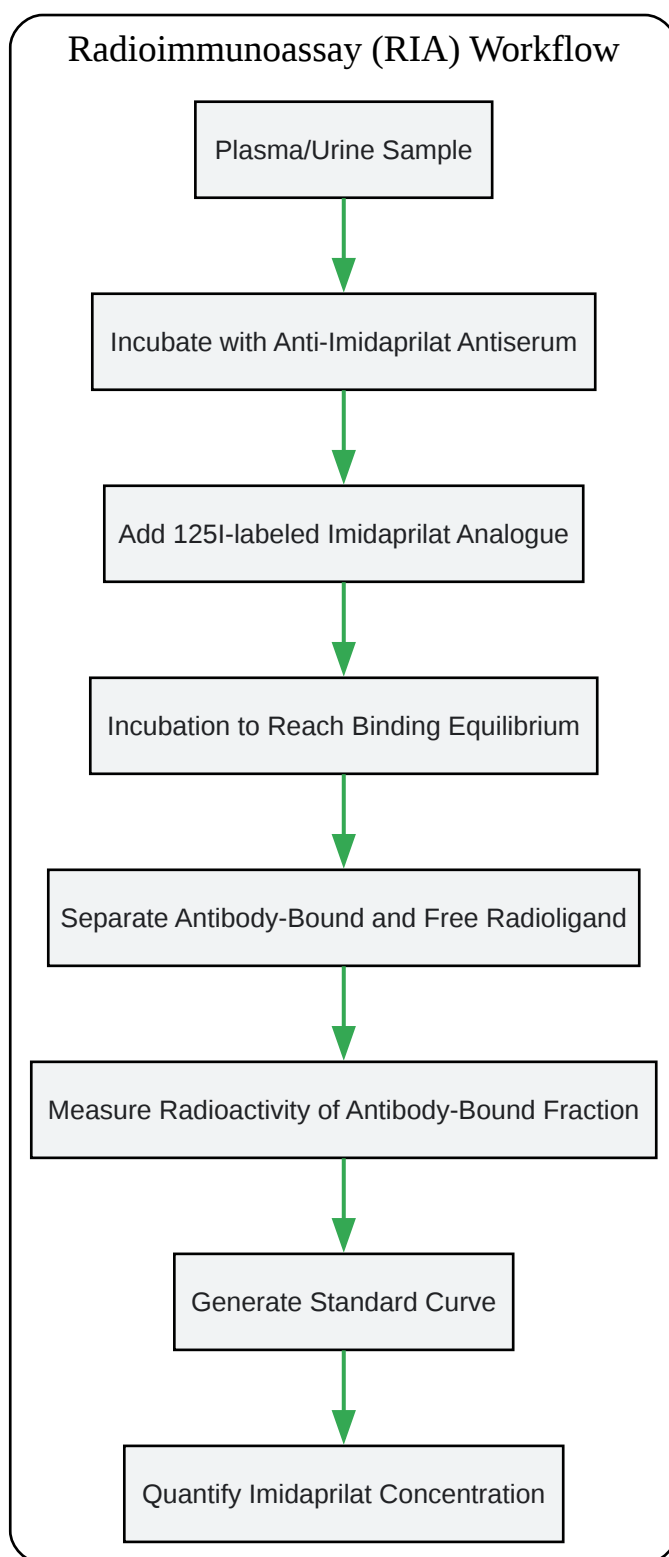 Radioimmunoassay (RIA) Workflow
Plasma/Urine Sample
Incubate with Anti-Imidaprilat Antiserum
Add 125I-labeled Imidaprilat Analogue
Incubation to Reach Binding Equilibrium
Separate Antibody-Bound and Free Radioligand
Measure Radioactivity of Antibody-Bound Fraction
Generate Standard Curve
Quantify Imidaprilat Concentration